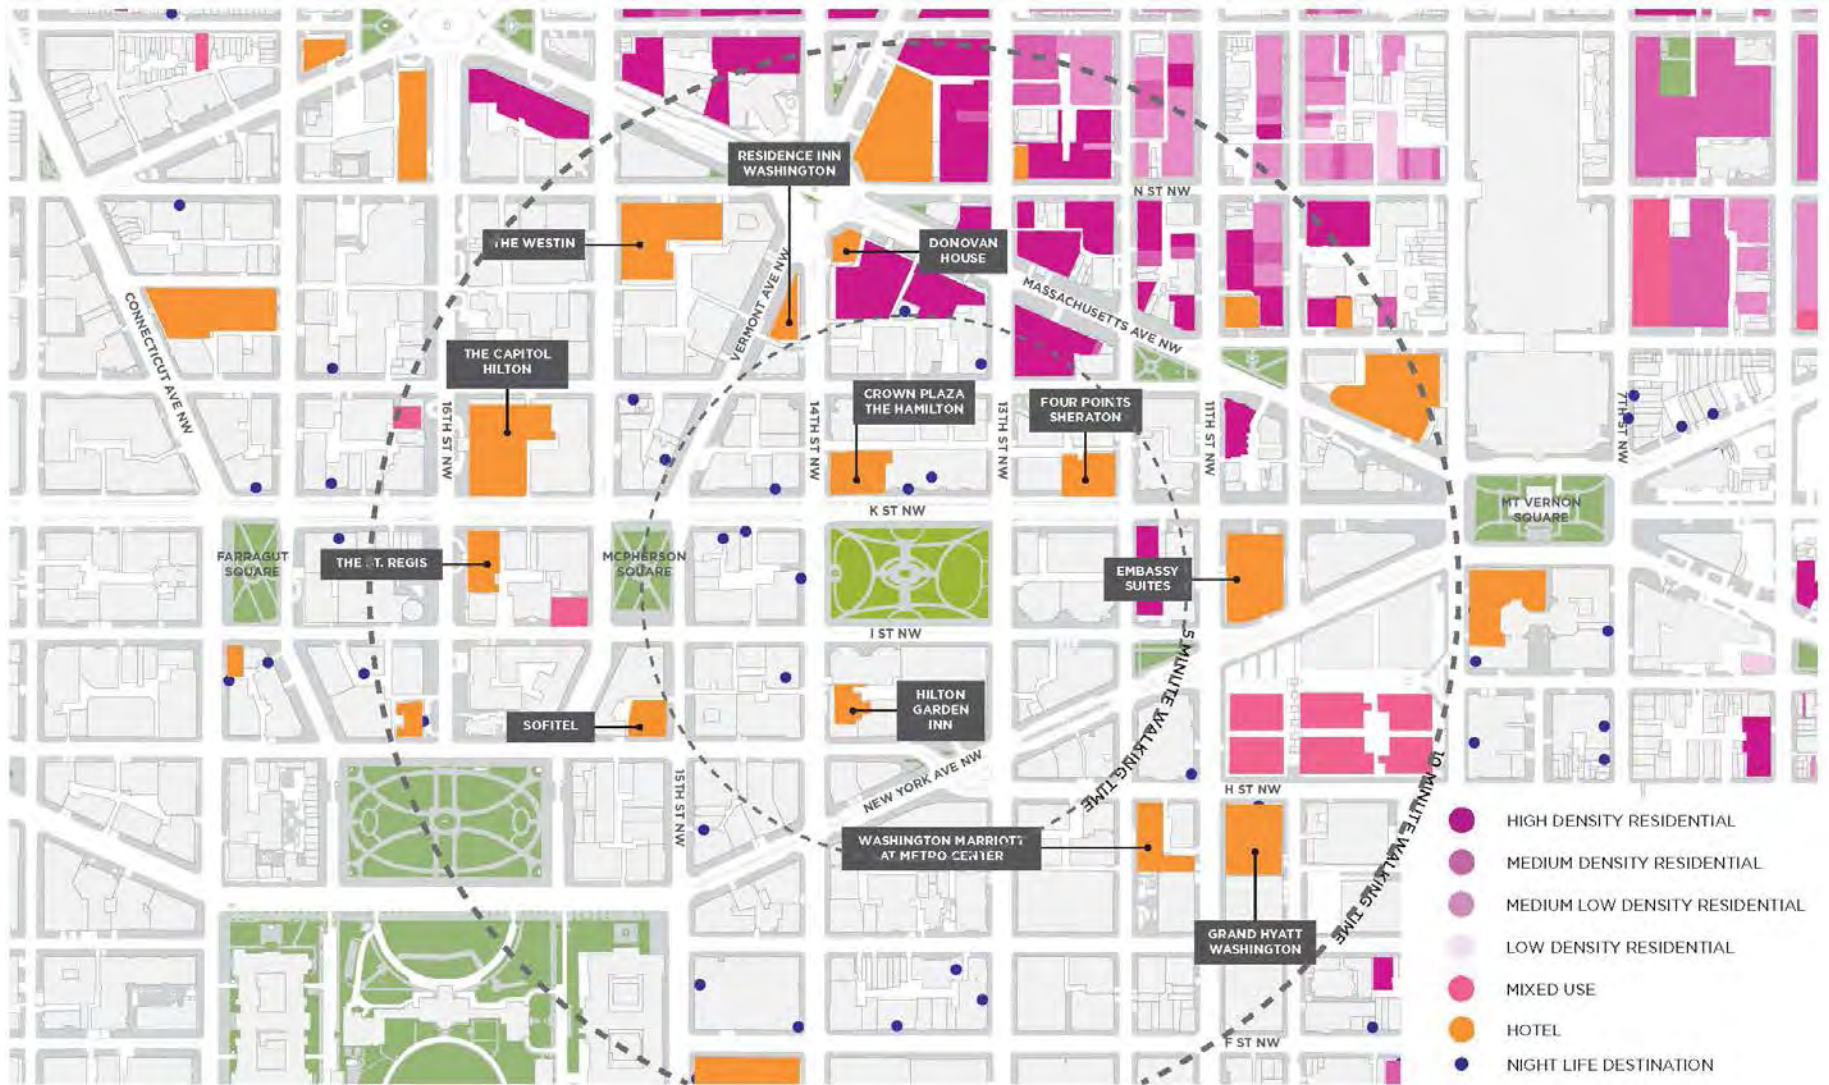 RESIDENCE INN
WASHINGTON
N ST NW
THE WESTIN
DONOVAN
HOUSE
VERMONT AVE NW
MASSACHUSETTS AVE NW
CONNECTICUT AVE NW
THE CAPITOL
HILTON
CROWN PLAZA
THE HAMILTON
FOUR POINTS
SHERATON
16TH ST NW
14TH ST NW
13TH ST NW
11TH ST NW
7TH ST NW
K ST NW
MT VERNON
SQUARE
FARRAGUT
SQUARE
THE ST. REGIS
MCPHERSON
SQUARE
EMBASSY
SUITES
I ST NW
5 MINUTE WALKING TIME
SOFITEL
HILTON
GARDEN
INN
15TH ST NW
NEW YORK AVE NW
H ST NW
10 MINUTE WALKING TIME
WASHINGTON MARRIOTT
AT METRO CENTER
GRAND HYATT
WASHINGTON
F ST NW
HIGH DENSITY RESIDENTIAL
MEDIUM DENSITY RESIDENTIAL
MEDIUM LOW DENSITY RESIDENTIAL
LOW DENSITY RESIDENTIAL
MIXED USE
HOTEL
NIGHT LIFE DESTINATION